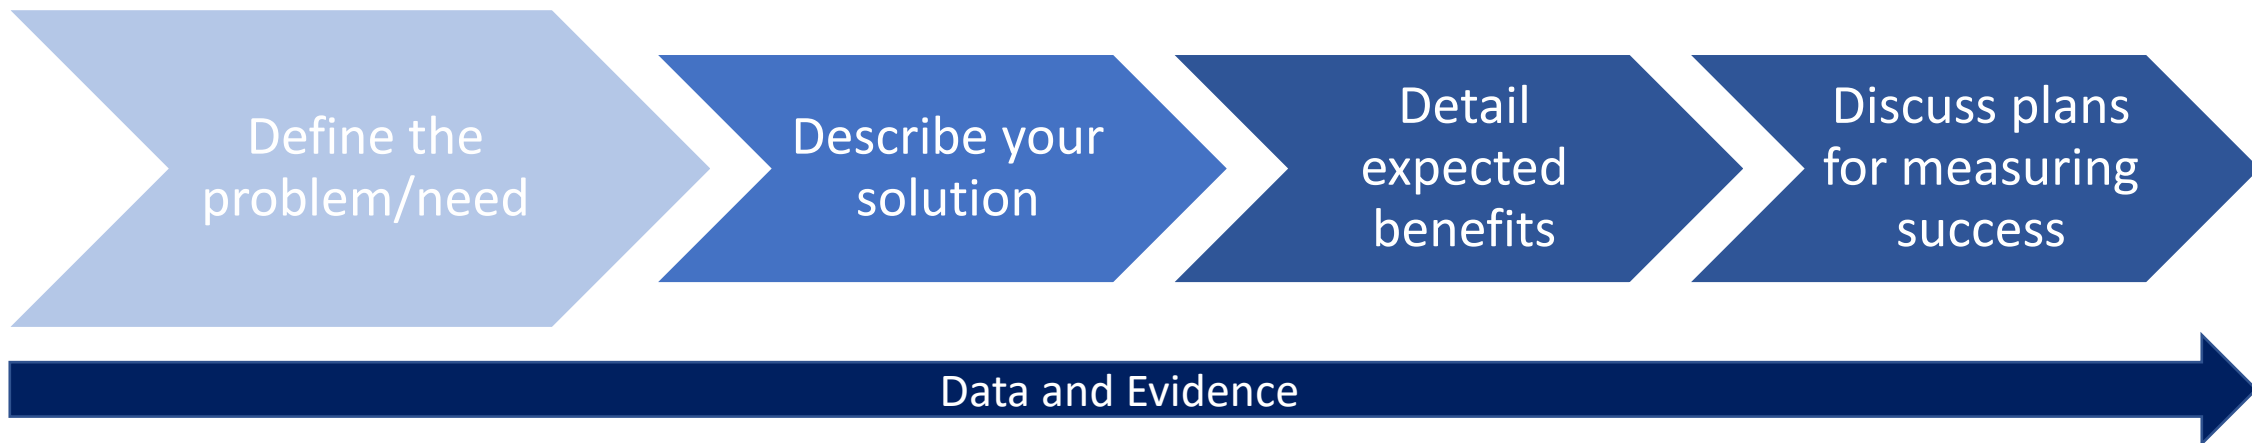 Define the
problem/need
Describe your
solution
Detail
expected
benefits
Discuss plans
for measuring
success
Data and Evidence